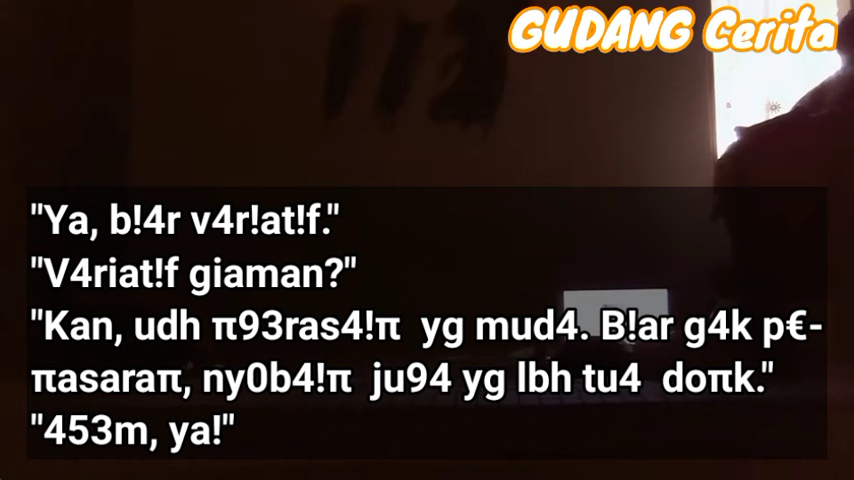 GUDANG Cerita
"Ya, b!4r v4r!at!f."
"V4riat!f giaman?"
"Kan, udh π93ras4!π yg mud4. B!ar g4k p€-
πasaraπ, ny0b4!π ju94 yg lbh tu4 doπk."
"453m, ya!"